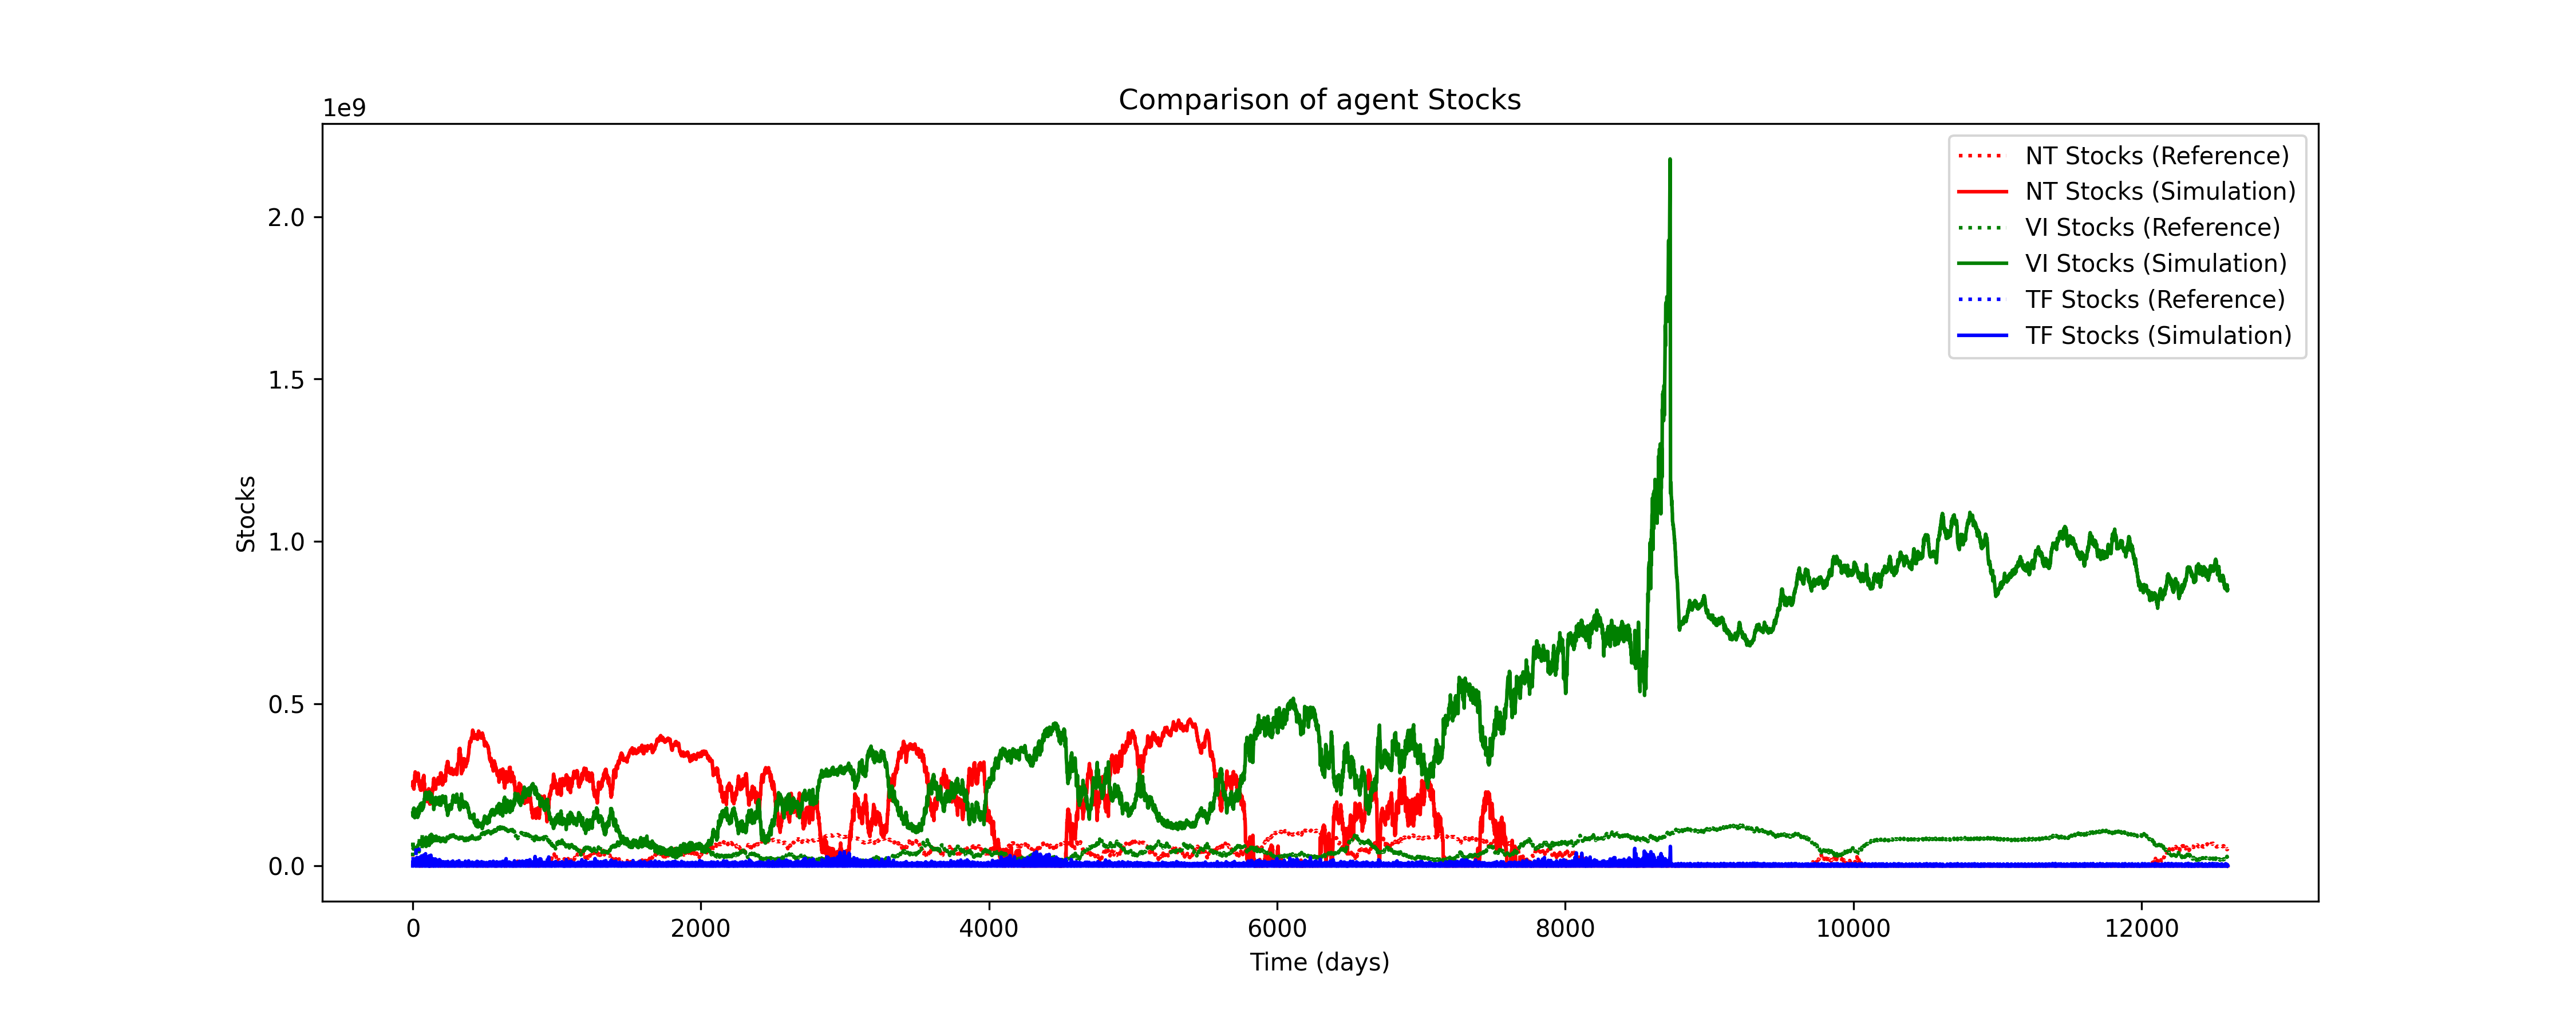 Comparison of agent Stocks
1e9
NT Stocks (Reference)
NT Stocks (Simulation)
VI Stocks (Reference)
VI Stocks (Simulation)
TF Stocks (Reference)
TF Stocks (Simulation)
2.0
1.5
1.0
0.5
0.0
Stocks
0 2000 4000 6000 8000 10000 12000
Time (days)